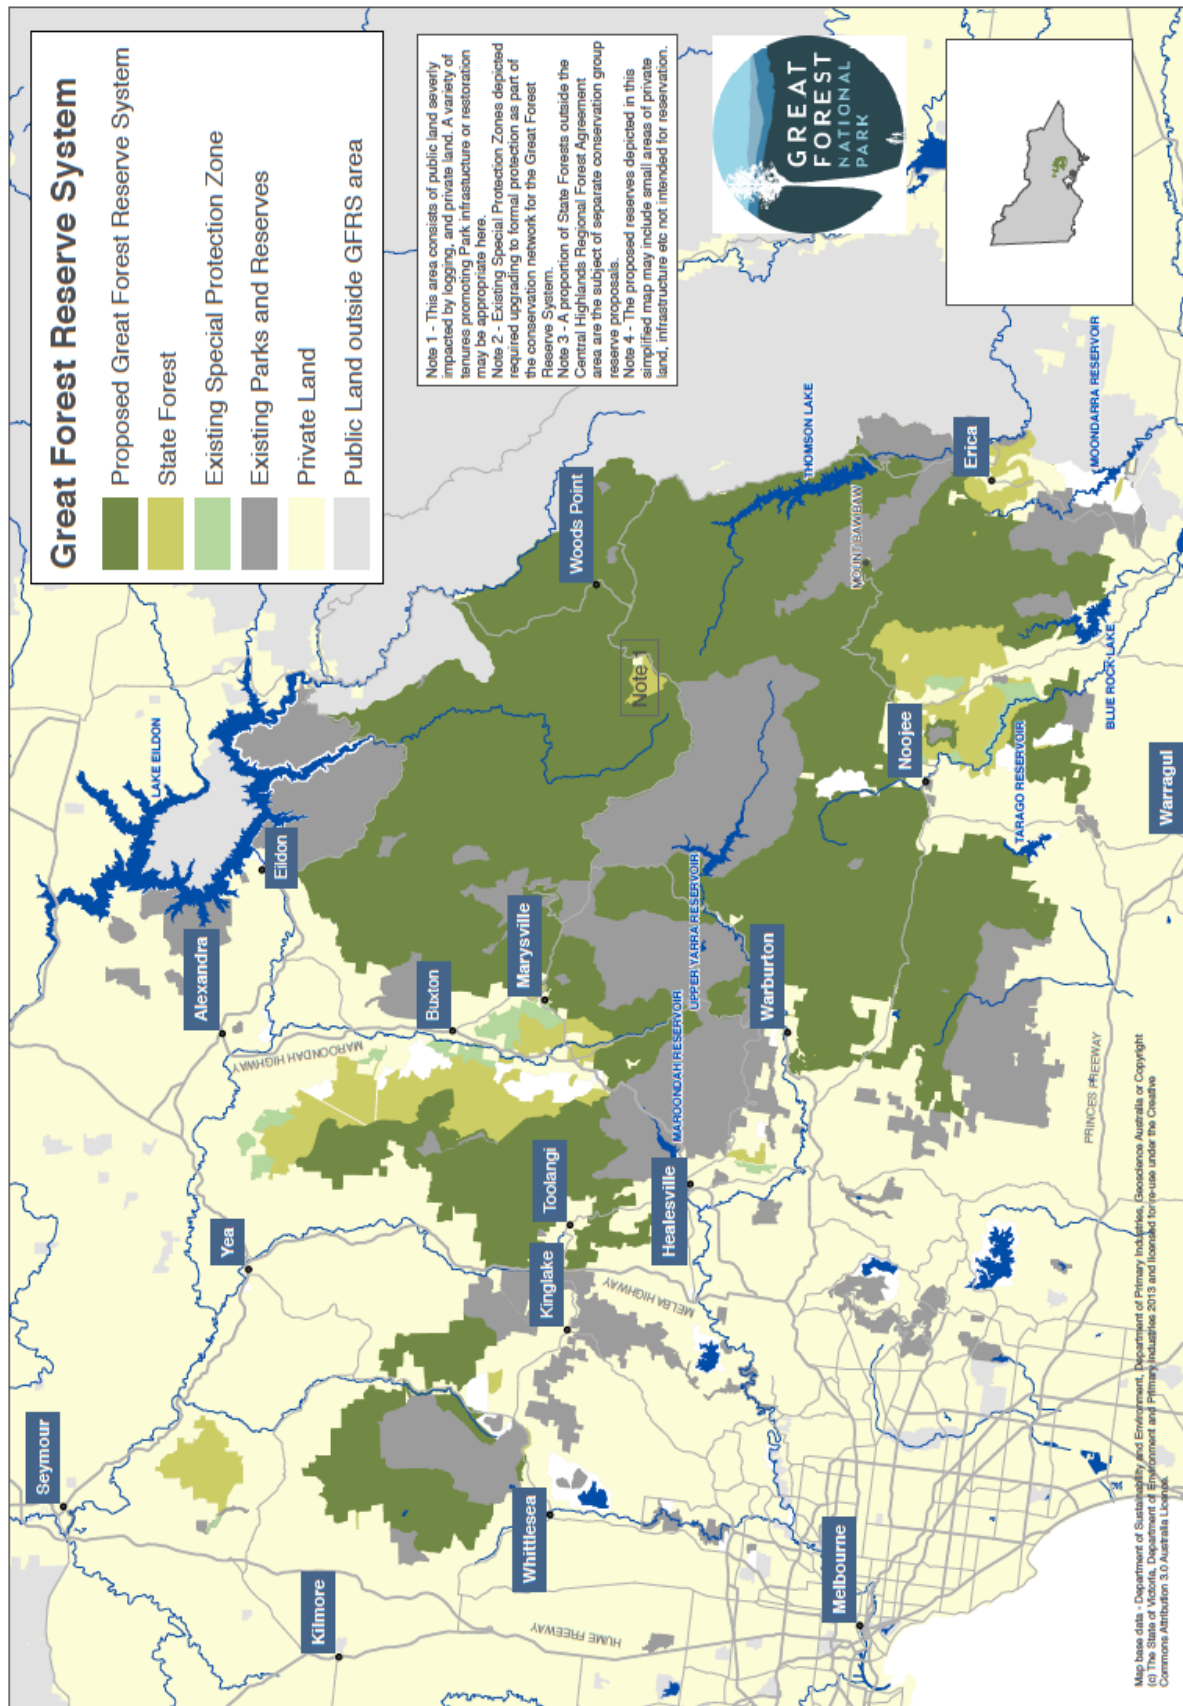 Great Forest Reserve System
Proposed Great Forest Reserve System
State Forest
Existing Special Protection Zone
Existing Parks and Reserves
Private Land
Public Land outside GFRS area
Note 1 - This area consists of public land severly
impacted by logging, and private land. A variety of
tenures promoting Park infrastucture or restoration
may be appropriate here.
Note 2 - Existing Special Protection Zones depicted
required upgrading to formal protection as part of
the conservation network for the Great Forest
Reserve System.
Note 3 - A proportion of State Forests outside the
Central Highlands Regional Forest Agreement
area are the subject of separate conservation group
reserve proposals.
Note 4 - The proposed reserves depicted in this
simplified map may include small areas of private
land, infrastructure etc not intended for reservation.
GREAT
FOREST
NATIONAL
PARK
Seymour
Kilmore
Yea
Alexandra
Eildon
LAKE EILDON
MAROONDAH HIGHWAY
Buxton
Marysville
Woods Point
Note 1
Toolangi
Kinglake
Whittlesea
MELBA HIGHWAY
HUME FREEWAY
Healesville
MAROONDAH RESERVOIR
UPPER YARRA RESERVOIR
Warburton
THOMSON LAKE
MOUNT BAW BAW
Noojee
Erica
Melbourne
TARAGO RESERVOIR
BLUE ROCK LAKE
MOONDARRA RESERVOIR
PRINCES FREEWAY
Warragul
Map base data - Department of Sustainability and Environment, Department of Primary Industries, Geoscience Australia or Copyright
(c) The State of Victoria, Department of Environment and Primary Industries 2013 and licensed for re-use under the Creative
Commons Attribution 3.0 Australia Licence.